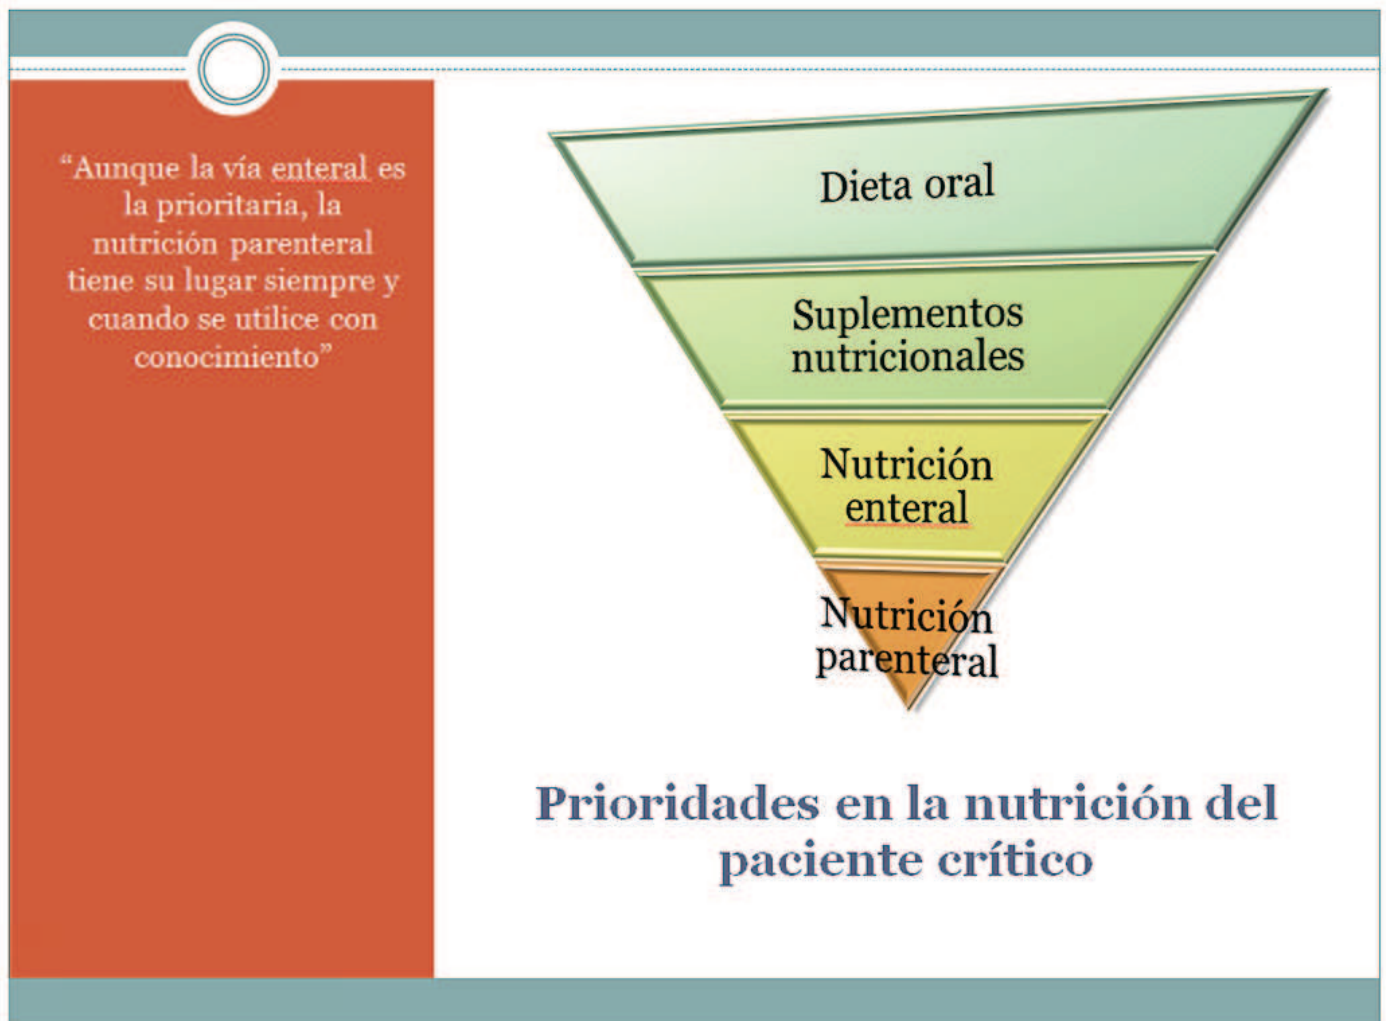 “Aunque la vía enteral es
la prioritaria, la
nutrición parenteral
tiene su lugar siempre y
cuando se utilice con
conocimiento”
Dieta oral
Suplementos
nutricionales
Nutrición
enteral
Nutrición
parenteral
Prioridades en la nutrición del
paciente crítico